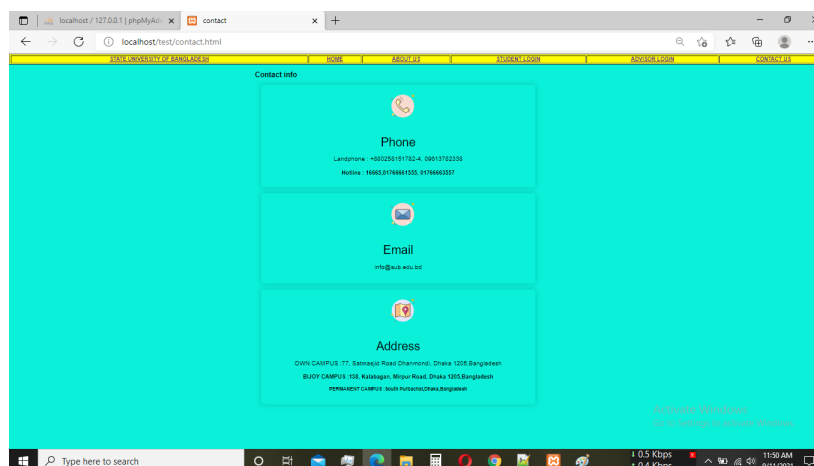 localhost / 127.0.0.1 | phpMyAd
contact
localhost/test/contact.html
STATE UNIVERSITY OF BANGLADESH
HOME
ABOUT US
STUDENT LOGIN
ADVISOR LOGIN
CONTACT US
Contact info
Phone
Landphone : +880258151782-4, 09613782338
Hotline : 16665,01766661555, 01766663557
Email
info@sub.edu.bd
Address
OWN CAMPUS :77, Satmasjid Road Dhanmondi, Dhaka 1205,Bangladesh
BIJOY CAMPUS :138, Kalabagan, Mirpur Road, Dhaka 1205,Bangladesh
PERMANENT CAMPUS :South Purbachal,Dhaka,Bangladesh
Activate Windows
Type here to search
0.5 Kbps
0.4 Kbps
11:50 AM